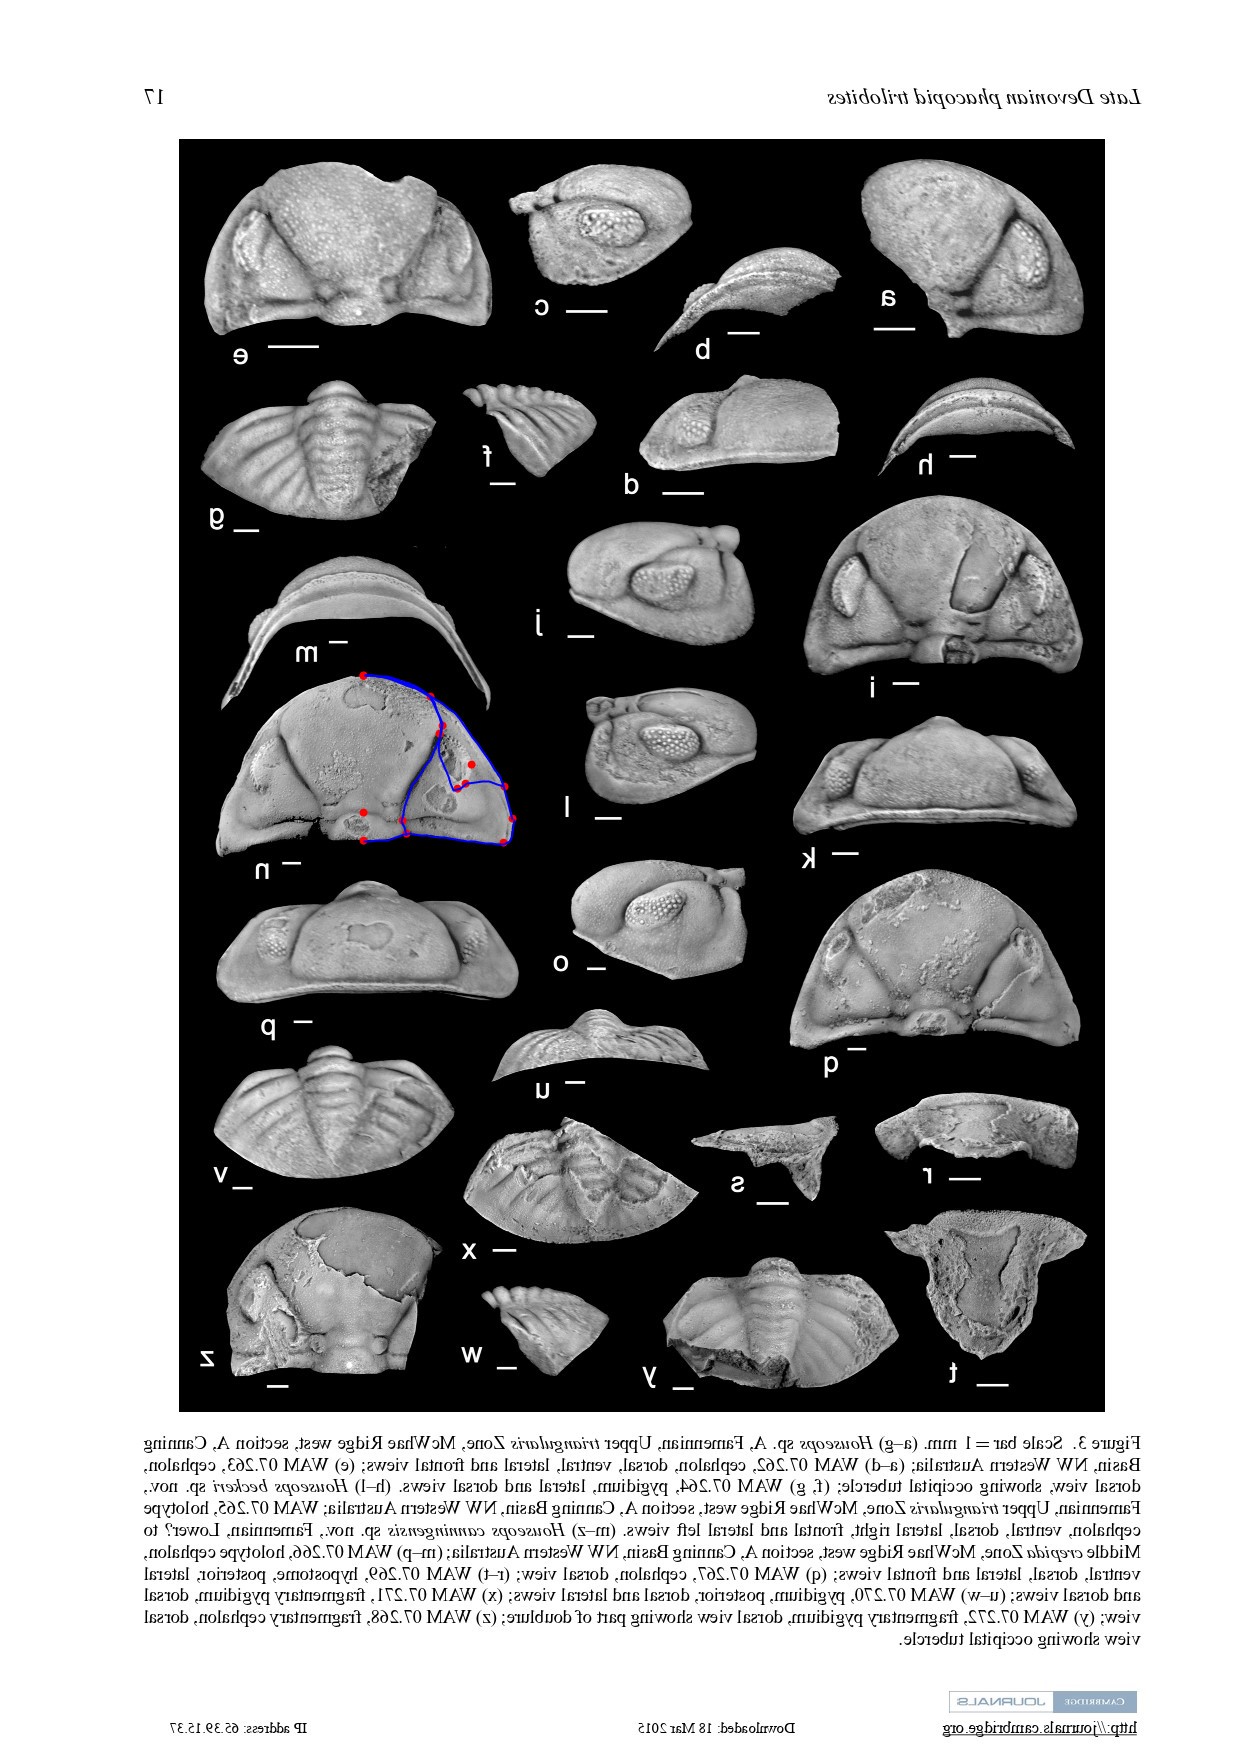 Late Devonian phacopid trilobites 17
a
b
c
e
h
d
f
g
i
j
m
k
l
n
q
o
p
r
s
u
v
t
y
x
w
z
Figure 3. Scale bar = 1 mm. (a–g) Houseops sp. A, Famennian, Upper triangularis Zone, McWhae Ridge west, section A, Canning
Basin, NW Western Australia; (a–d) WAM 07.262, cephalon, dorsal, ventral, lateral and frontal views; (e) WAM 07.263, cephalon,
dorsal view, showing occipital tubercle; (f, g) WAM 07.264, pygidium, lateral and dorsal views. (h–l) Houseops beckeri sp. nov.,
Famennian, Upper triangularis Zone, McWhae Ridge west, section A, Canning Basin, NW Western Australia; WAM 07.265, holotype
cephalon, ventral, dorsal, lateral right, frontal and lateral left views. (m–z) Houseops canningensis sp. nov., Famennian, Lower? to
Middle crepida Zone, McWhae Ridge west, section A, Canning Basin, NW Western Australia; (m–p) WAM 07.266, holotype cephalon,
ventral, dorsal, lateral and frontal views; (q) WAM 07.267, cephalon, dorsal view; (r–t) WAM 07.269, hypostome, posterior, lateral
and dorsal views; (u–w) WAM 07.270, pygidium, posterior, dorsal and lateral views; (x) WAM 07.271, fragmentary pygidium, dorsal
view; (y) WAM 07.272, fragmentary pygidium, dorsal view showing part of doublure; (z) WAM 07.268, fragmentary cephalon, dorsal
view showing occipital tubercle.
CAMBRIDGE JOURNALS
http://journals.cambridge.org Downloaded: 18 Mar 2015 IP address: 65.39.15.37